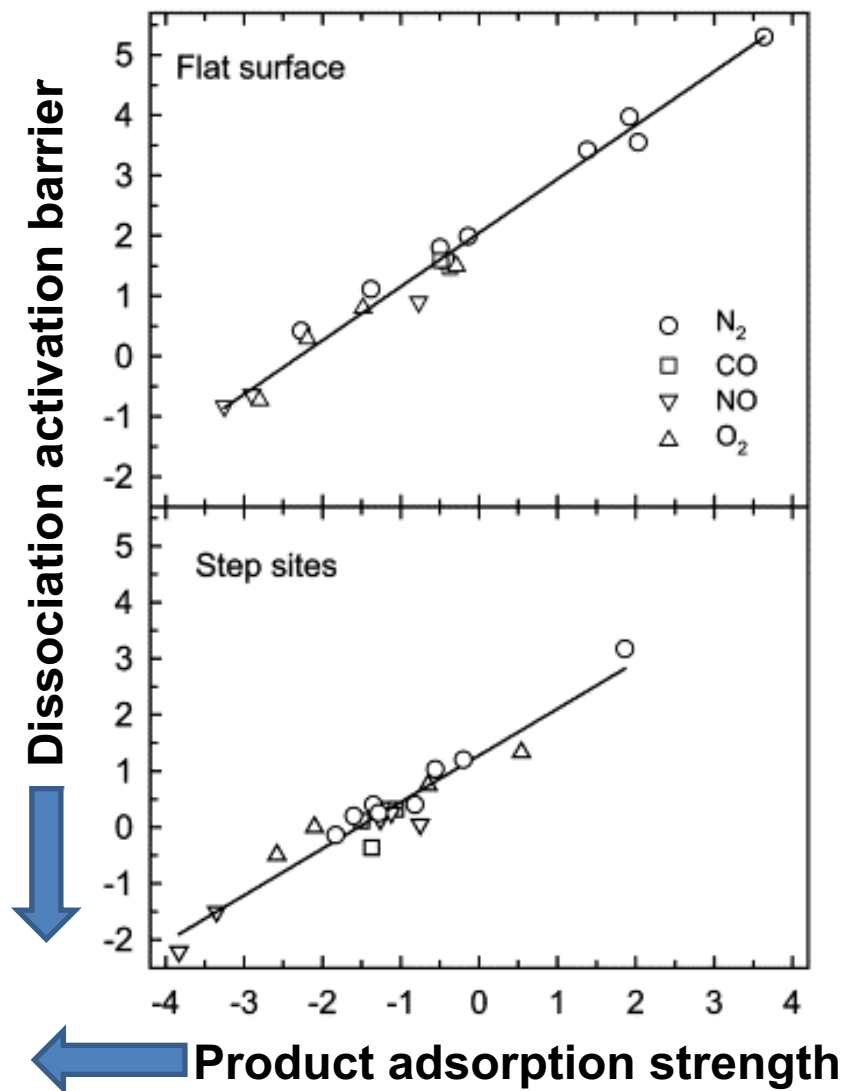 Dissociation activation barrier
5
4
3
2
1
0
-1
-2
Flat surface
N2
CO
NO
O2
5
4
3
2
1
0
-1
-2
Step sites
-4 -3 -2 -1 0 1 2 3 4
Product adsorption strength